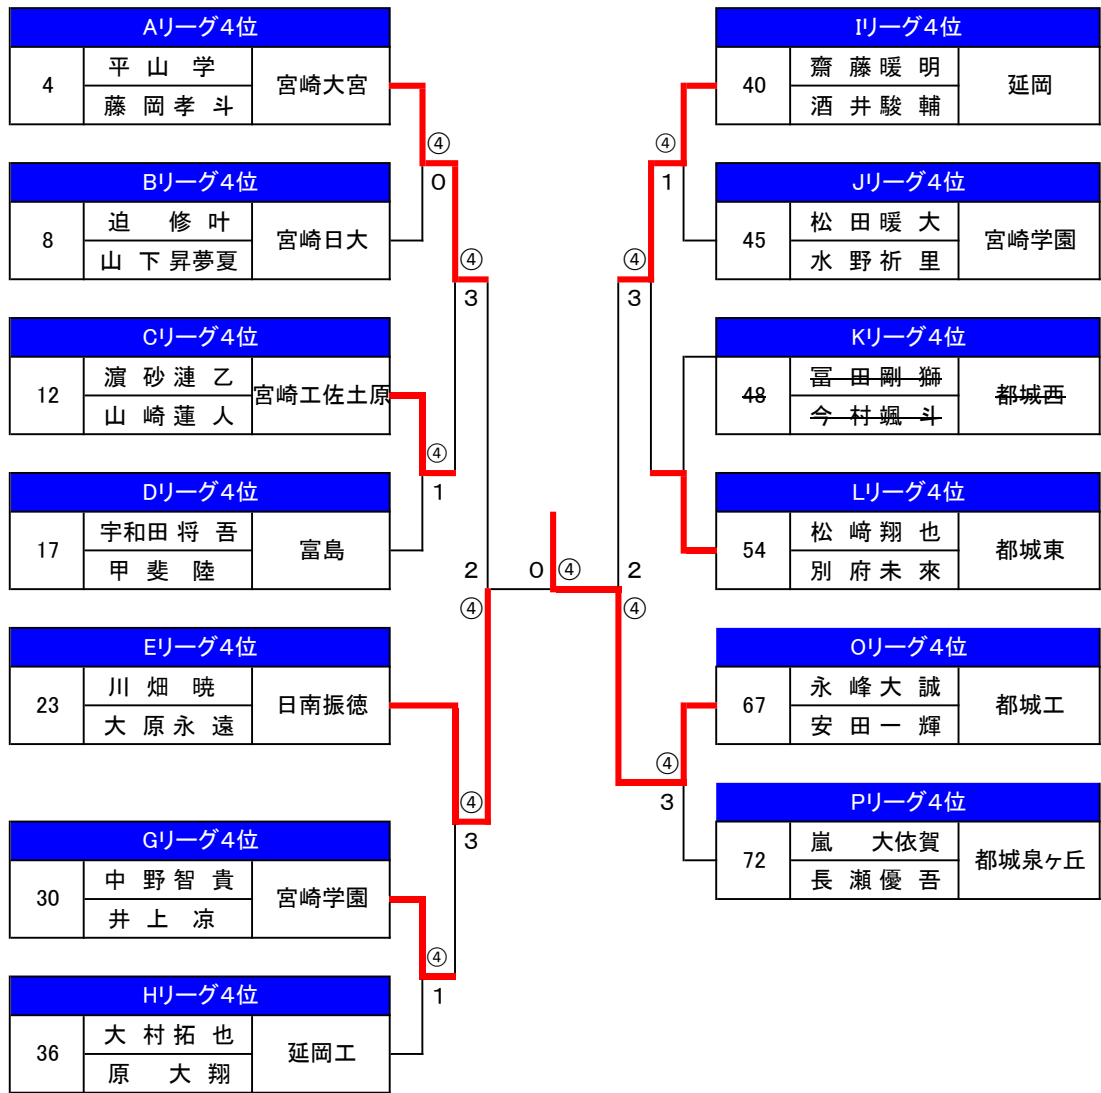 Aリーグ4位
4 平山 学 宮崎大宮
藤岡孝斗
④
0
Bリーグ4位
8 迫 修叶 宮崎日大
山下昇夢夏
④
3
Cリーグ4位
12 濵砂漣乙 宮崎工佐土原
山崎蓮人
④
1
Dリーグ4位
17 宇和田将吾 富島
甲斐 陸
2
④
Eリーグ4位
23 川畑 暁 日南振徳
大原永遠
④
3
Gリーグ4位
30 中野智貴 宮崎学園
井上 凉
④
1
Hリーグ4位
36 大村拓也 延岡工
原 大翔
0 ④
Iリーグ4位
40 齋藤暖明 延岡
酒井駿輔
④
1
Jリーグ4位
45 松田暖大 宮崎学園
水野祈里
④
3
Kリーグ4位
48 冨田剛獅 都城西
今村颯斗
Lリーグ4位
54 松﨑翔也 都城東
別府未來
2
④
Oリーグ4位
67 永峰大誠 都城工
安田一輝
④
3
Pリーグ4位
72 嵐 大依賀 都城泉ヶ丘
長瀬優吾